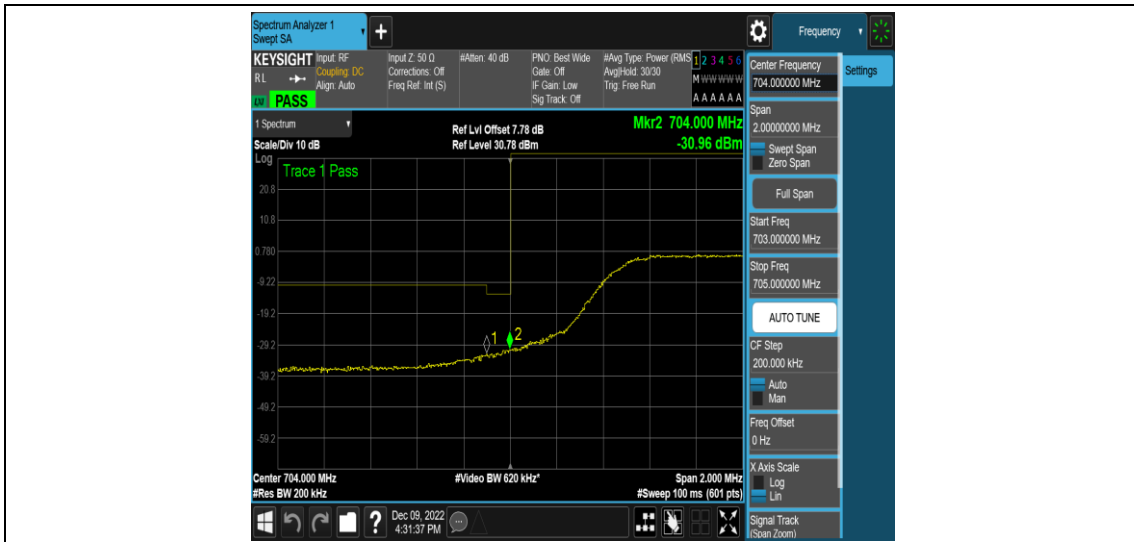 Spectrum Analyzer 1
Swept SA
+
Frequency
KEYSIGHT
Input: RF
Input Z: 50 Ω
#Atten: 40 dB
PNO: Best Wide
#Avg Type: Power (RMS
1 2 3 4 5 6
RL
Coupling: DC
Corrections: Off
Gate: Off
Avg|Hold: 30/30
M W W W W W
Align: Auto
Freq Ref: Int (S)
IF Gain: Low
Trig: Free Run
Sig Track: Off
A A A A A A
PASS
1 Spectrum
Ref Lvl Offset 7.78 dB
Mkr2 704.000 MHz
Scale/Div 10 dB
Ref Level 30.78 dBm
-30.96 dBm
Log
Trace 1 Pass
20.8
10.8
0.780
-9.22
-19.2
-29.2
-39.2
-49.2
-59.2
1
2
Center 704.000 MHz
#Video BW 620 kHz*
Span 2.000 MHz
#Res BW 200 kHz
#Sweep 100 ms (601 pts)
Center Frequency
704.000000 MHz
Settings
Span
2.00000000 MHz
Swept Span
Zero Span
Full Span
Start Freq
703.000000 MHz
Stop Freq
705.000000 MHz
AUTO TUNE
CF Step
200.000 kHz
Auto
Man
Freq Offset
0 Hz
X Axis Scale
Log
Lin
Signal Track
(Span Zoom)
?
Dec 09, 2022
4:31:37 PM